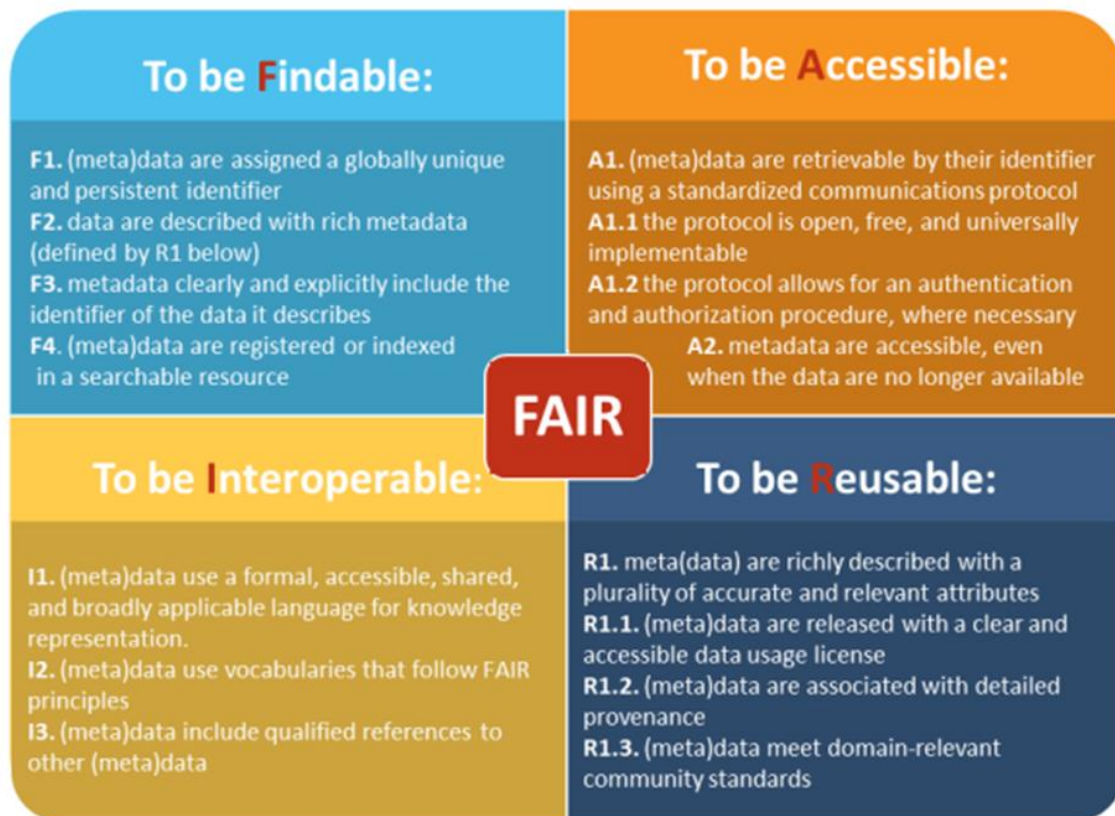 To be Findable:
F1. (meta)data are assigned a globally unique
and persistent identifier
F2. data are described with rich metadata
(defined by R1 below)
F3. metadata clearly and explicitly include the
identifier of the data it describes
F4. (meta)data are registered or indexed
in a searchable resource
To be Accessible:
A1. (meta)data are retrievable by their identifier
using a standardized communications protocol
A1.1 the protocol is open, free, and universally
implementable
A1.2 the protocol allows for an authentication
and authorization procedure, where necessary
A2. metadata are accessible, even
when the data are no longer available
FAIR
To be Interoperable:
I1. (meta)data use a formal, accessible, shared,
and broadly applicable language for knowledge
representation.
I2. (meta)data use vocabularies that follow FAIR
principles
I3. (meta)data include qualified references to
other (meta)data
To be Reusable:
R1. meta(data) are richly described with a
plurality of accurate and relevant attributes
R1.1. (meta)data are released with a clear and
accessible data usage license
R1.2. (meta)data are associated with detailed
provenance
R1.3. (meta)data meet domain-relevant
community standards